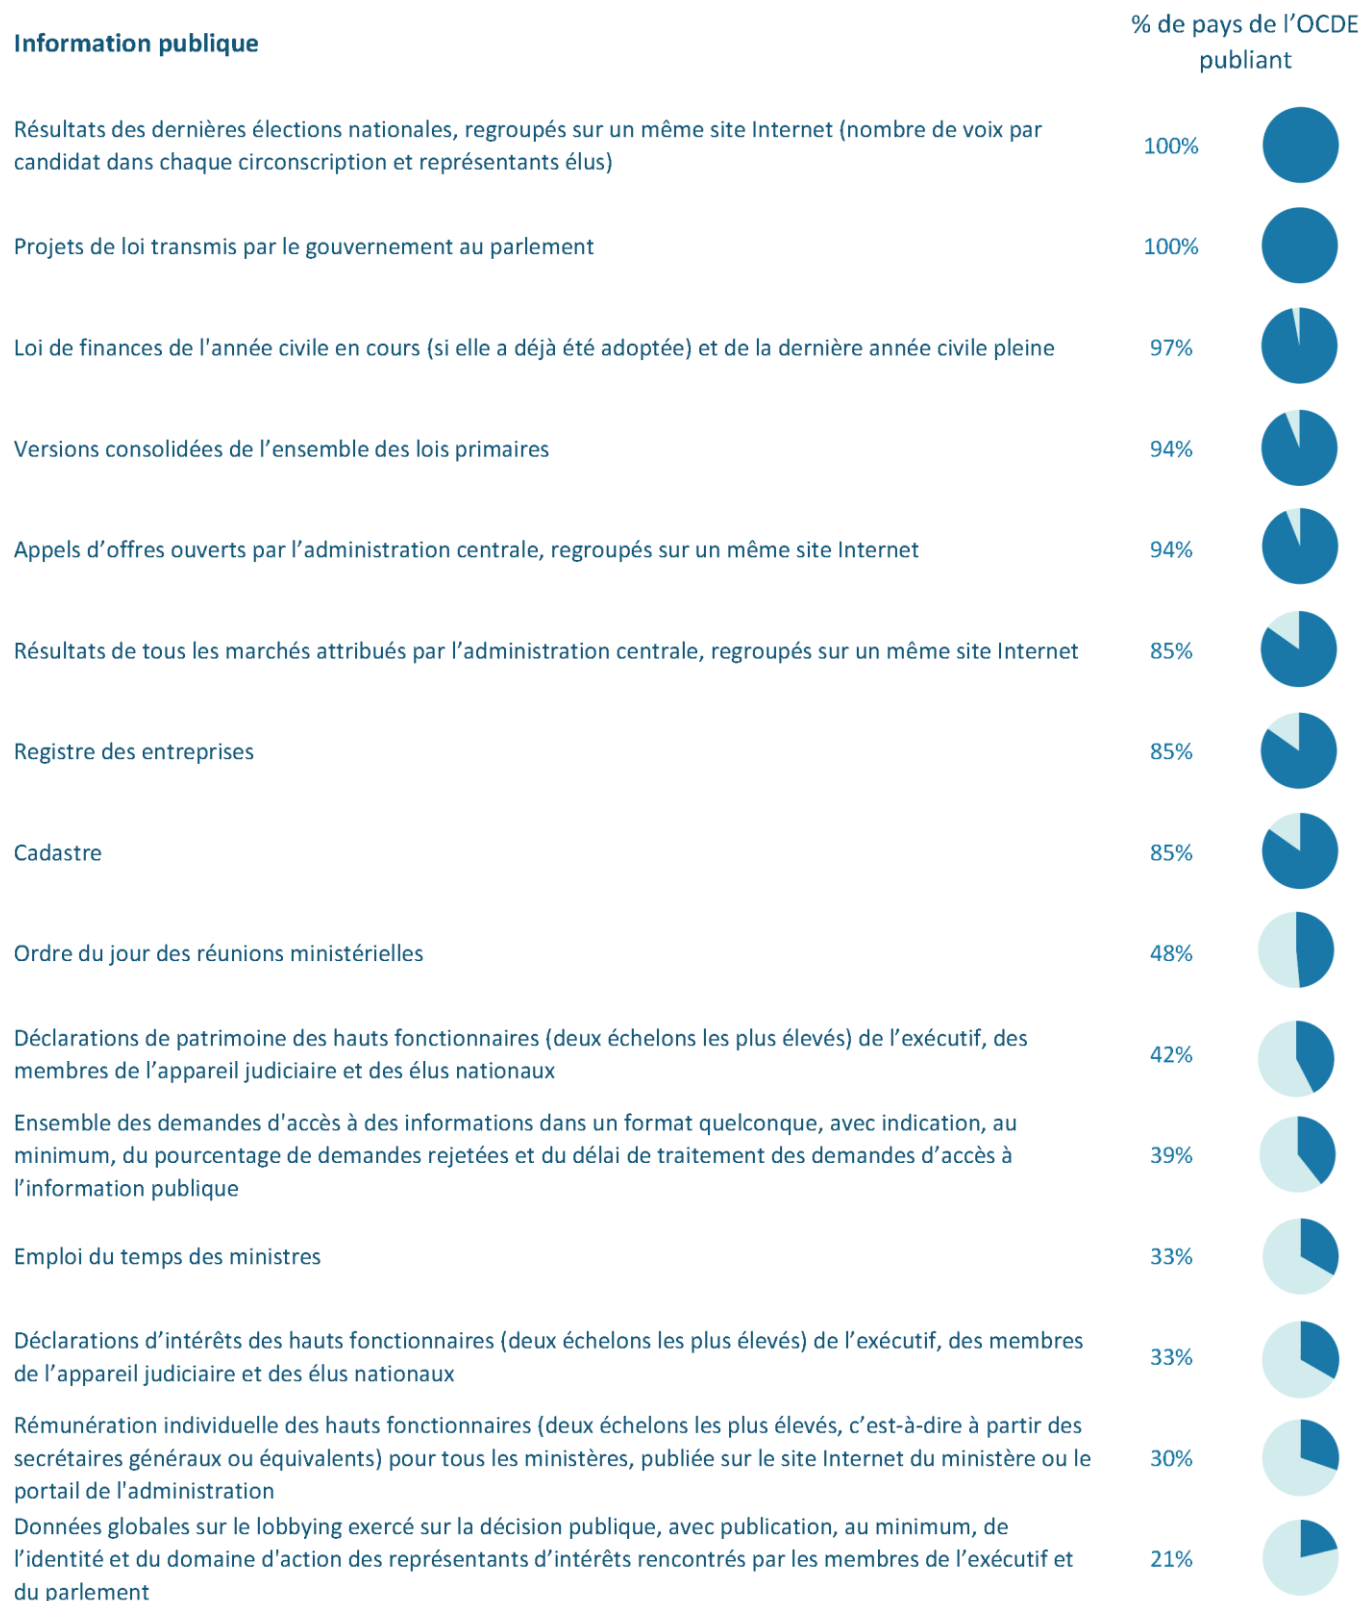 Information publique
% de pays de l’OCDE
publiant
Résultats des dernières élections nationales, regroupés sur un même site Internet (nombre de voix par
candidat dans chaque circonscription et représentants élus)
100%
Projets de loi transmis par le gouvernement au parlement
100%
Loi de finances de l'année civile en cours (si elle a déjà été adoptée) et de la dernière année civile pleine
97%
Versions consolidées de l’ensemble des lois primaires
94%
Appels d’offres ouverts par l’administration centrale, regroupés sur un même site Internet
94%
Résultats de tous les marchés attribués par l’administration centrale, regroupés sur un même site Internet
85%
Registre des entreprises
85%
Cadastre
85%
Ordre du jour des réunions ministérielles
48%
Déclarations de patrimoine des hauts fonctionnaires (deux échelons les plus élevés) de l’exécutif, des
membres de l’appareil judiciaire et des élus nationaux
42%
Ensemble des demandes d'accès à des informations dans un format quelconque, avec indication, au
minimum, du pourcentage de demandes rejetées et du délai de traitement des demandes d’accès à
l’information publique
39%
Emploi du temps des ministres
33%
Déclarations d’intérêts des hauts fonctionnaires (deux échelons les plus élevés) de l’exécutif, des membres
de l’appareil judiciaire et des élus nationaux
33%
Rémunération individuelle des hauts fonctionnaires (deux échelons les plus élevés, c’est-à-dire à partir des
secrétaires généraux ou équivalents) pour tous les ministères, publiée sur le site Internet du ministère ou le
portail de l'administration
30%
Données globales sur le lobbying exercé sur la décision publique, avec publication, au minimum, de
l’identité et du domaine d'action des représentants d’intérêts rencontrés par les membres de l’exécutif et
du parlement
21%